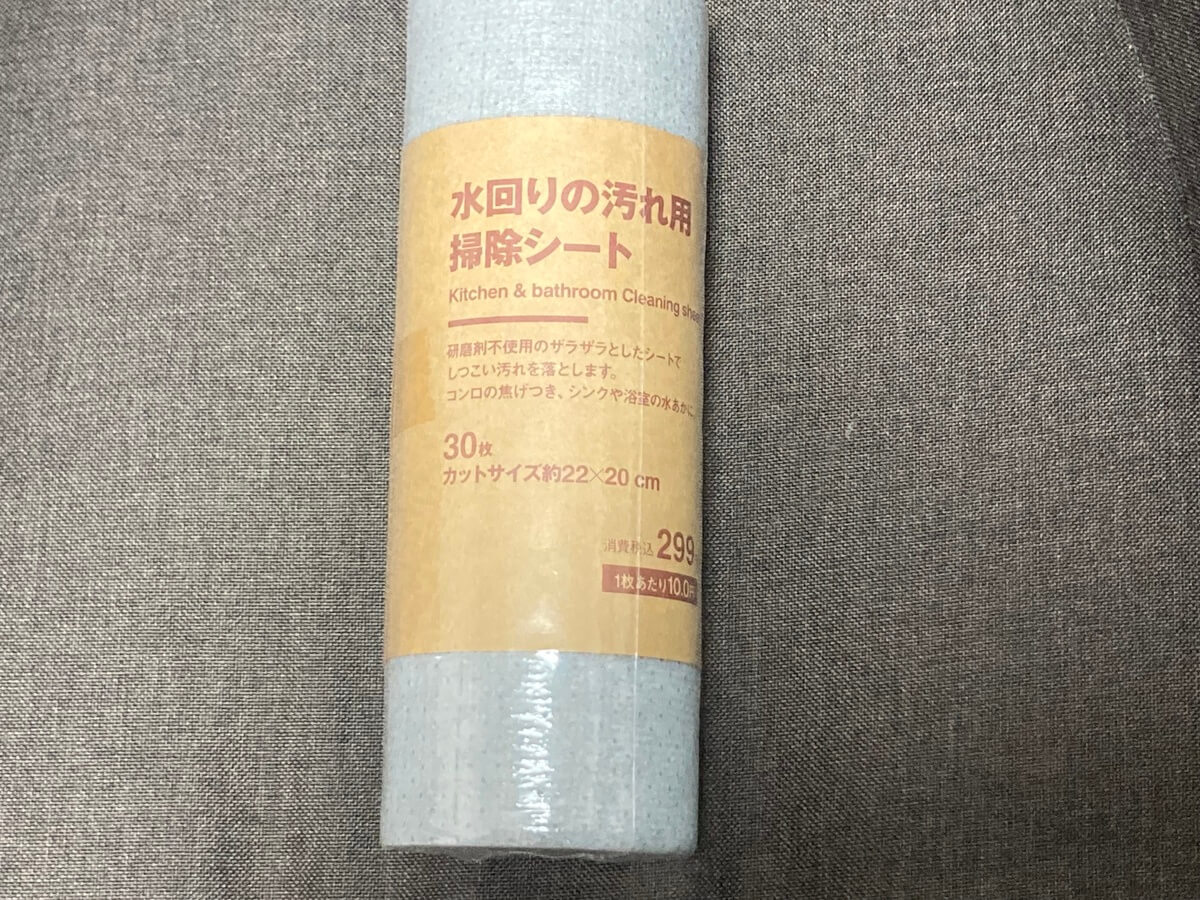 水回りの汚れ用
掃除シート
Kitchen & bathroom Cleaning
研磨剤不使用のザラザラとしたシートで
しつこい汚れを落とします。
コンロの焦げつき、シンクや浴室の水あかに。
30枚
カットサイズ約22×20 cm
消費税込 299
1枚あたり10.0円